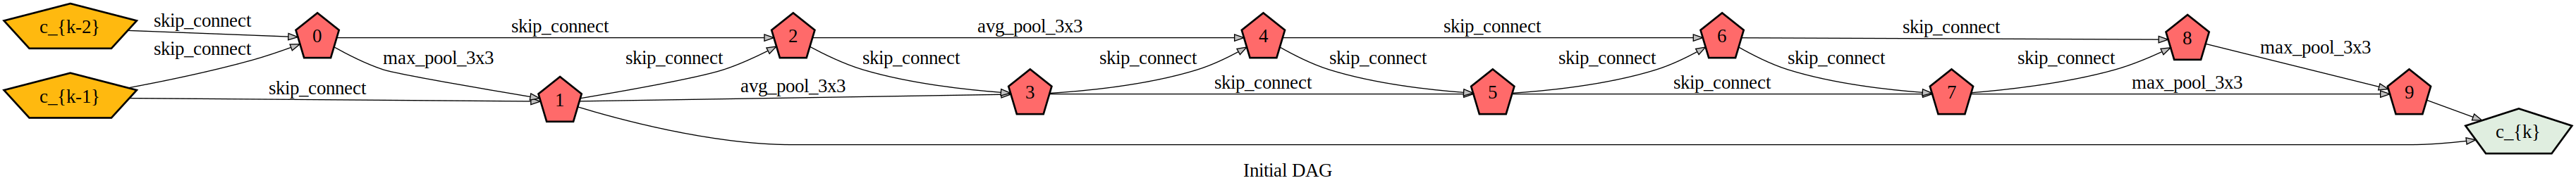 c_{k-2}
skip_connect
0
skip_connect
2
avg_pool_3x3
4
skip_connect
6
skip_connect
8
max_pool_3x3
skip_connect
max_pool_3x3
skip_connect
skip_connect
skip_connect
skip_connect
skip_connect
skip_connect
skip_connect
c_{k-1}
skip_connect
1
avg_pool_3x3
3
skip_connect
5
skip_connect
7
max_pool_3x3
9
c_{k}
Initial DAG